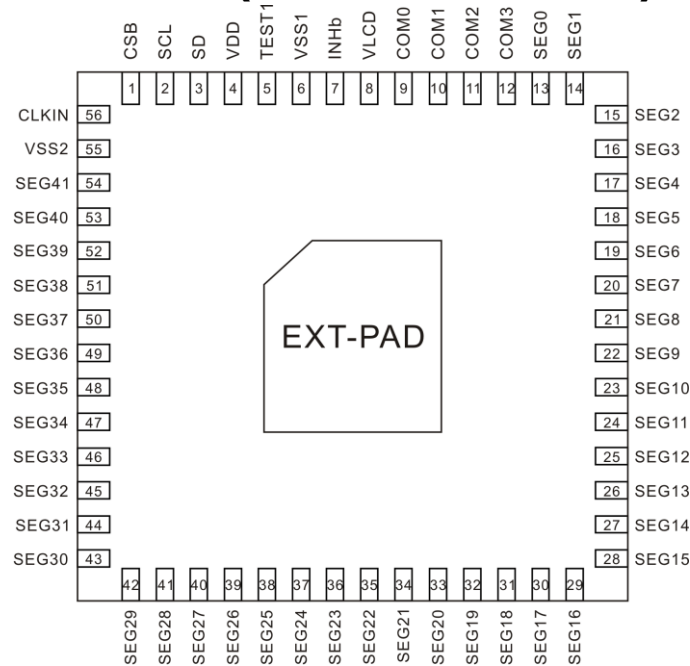 CSB SCL SD VDD TEST1 VSS1 INHb VLCD COM0 COM1 COM2 COM3 SEG0 SEG1
1 2 3 4 5 6 7 8 9 10 11 12 13 14
CLKIN 56 15 SEG2
VSS2 55 16 SEG3
SEG41 54 17 SEG4
SEG40 53 18 SEG5
SEG39 52 19 SEG6
SEG38 51 20 SEG7
SEG37 50 21 SEG8
EXT-PAD
SEG36 49 22 SEG9
SEG35 48 23 SEG10
SEG34 47 24 SEG11
SEG33 46 25 SEG12
SEG32 45 26 SEG13
SEG31 44 27 SEG14
SEG30 43 28 SEG15
42 41 40 39 38 37 36 35 34 33 32 31 30 29
SEG29 SEG28 SEG27 SEG26 SEG25 SEG24 SEG23 SEG22 SEG21 SEG20 SEG19 SEG18 SEG17 SEG16